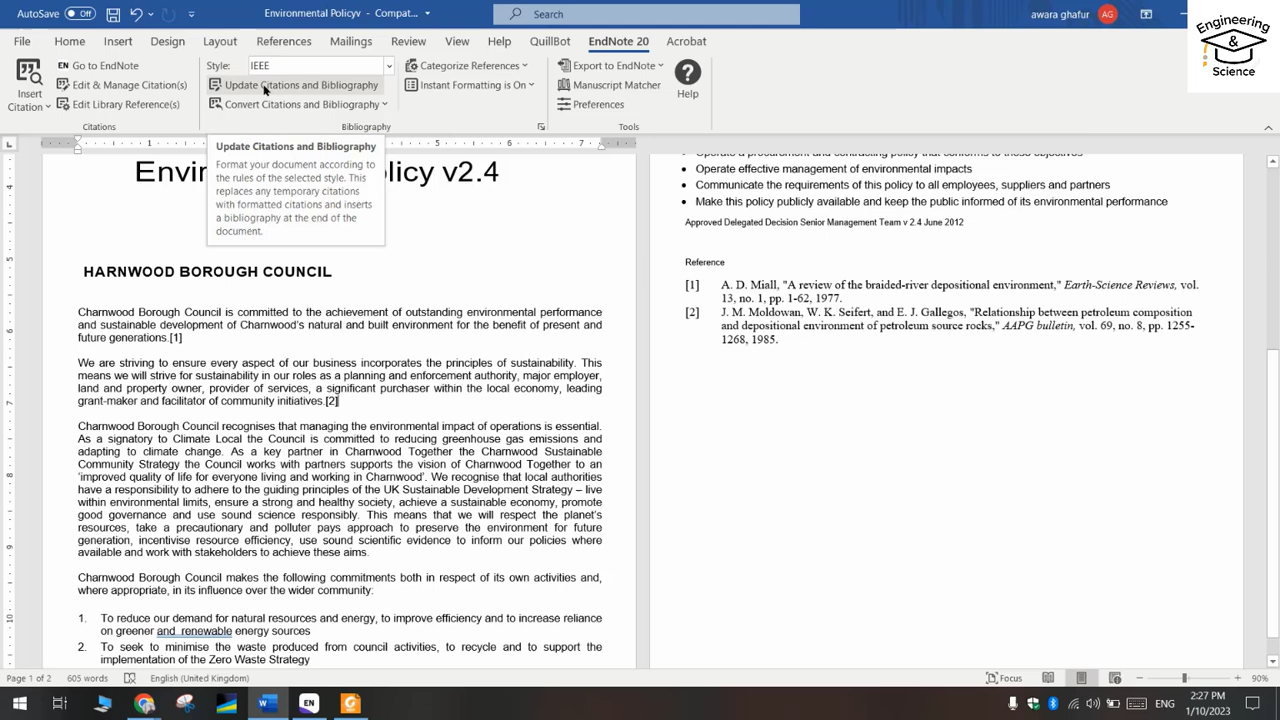 AutoSave Off
Environmental Policy - Compat...
Search
awara ghafur AG
Engineering
&
Science
File Home Insert Design Layout References Mailings Review View Help QuillBot EndNote 20 Acrobat
Insert
Citation
EN Go to EndNote
Edit & Manage Citation(s)
Edit Library Reference(s)
Citations
Style: IEEE
Update Citations and Bibliography
Convert Citations and Bibliography
Bibliography
Categorize References
Instant Formatting is On
Export to EndNote
Manuscript Matcher
Preferences
Tools
Help
Update Citations and Bibliography
Format your document according to
the rules of the selected style. This
replaces any temporary citations
with formatted citations and inserts
a bibliography at the end of the
document.
1 5 6 7
4
5
6
7
8
9
10
Envir licy v2.4
HARNWOOD BOROUGH COUNCIL
Charnwood Borough Council is committed to the achievement of outstanding environmental performance
and sustainable development of Charnwood's natural and built environment for the benefit of present and
future generations.[1]
We are striving to ensure every aspect of our business incorporates the principles of sustainability. This
means we will strive for sustainability in our roles as a planning and enforcement authority, major employer,
land and property owner, provider of services, a significant purchaser within the local economy, leading
grant-maker and facilitator of community initiatives.[2]
Charnwood Borough Council recognises that managing the environmental impact of operations is essential.
As a signatory to Climate Local the Council is committed to reducing greenhouse gas emissions and
adapting to climate change. As a key partner in Charnwood Together the Charnwood Sustainable
Community Strategy the Council works with partners supports the vision of Charnwood Together to an
'improved quality of life for everyone living and working in Charnwood'. We recognise that local authorities
have a responsibility to adhere to the guiding principles of the UK Sustainable Development Strategy – live
within environmental limits, ensure a strong and healthy society, achieve a sustainable economy, promote
good governance and use sound science responsibly. This means that we will respect the planet's
resources, take a precautionary and polluter pays approach to preserve the environment for future
generation, incentivise resource efficiency, use sound scientific evidence to inform our policies where
available and work with stakeholders to achieve these aims.
Charnwood Borough Council makes the following commitments both in respect of its own activities and,
where appropriate, in its influence over the wider community:
1. To reduce our demand for natural resources and energy, to improve efficiency and to increase reliance
on greener and renewable energy sources
2. To seek to minimise the waste produced from council activities, to recycle and to support the
implementation of the Zero Waste Strategy
• Operate a procurement and contracting policy that conforms to these objectives
• Operate effective management of environmental impacts
• Communicate the requirements of this policy to all employees, suppliers and partners
• Make this policy publicly available and keep the public informed of its environmental performance
Approved Delegated Decision Senior Management Team v 2.4 June 2012
Reference
[1] A. D. Miall, "A review of the braided-river depositional environment," Earth-Science Reviews, vol.
13, no. 1, pp. 1-62, 1977.
[2] J. M. Moldowan, W. K. Seifert, and E. J. Gallegos, "Relationship between petroleum composition
and depositional environment of petroleum source rocks," AAPG bulletin, vol. 69, no. 8, pp. 1255-
1268, 1985.
Page 1 of 2 605 words English (United Kingdom) Focus 90%
EN
2:27 PM
1/10/2023